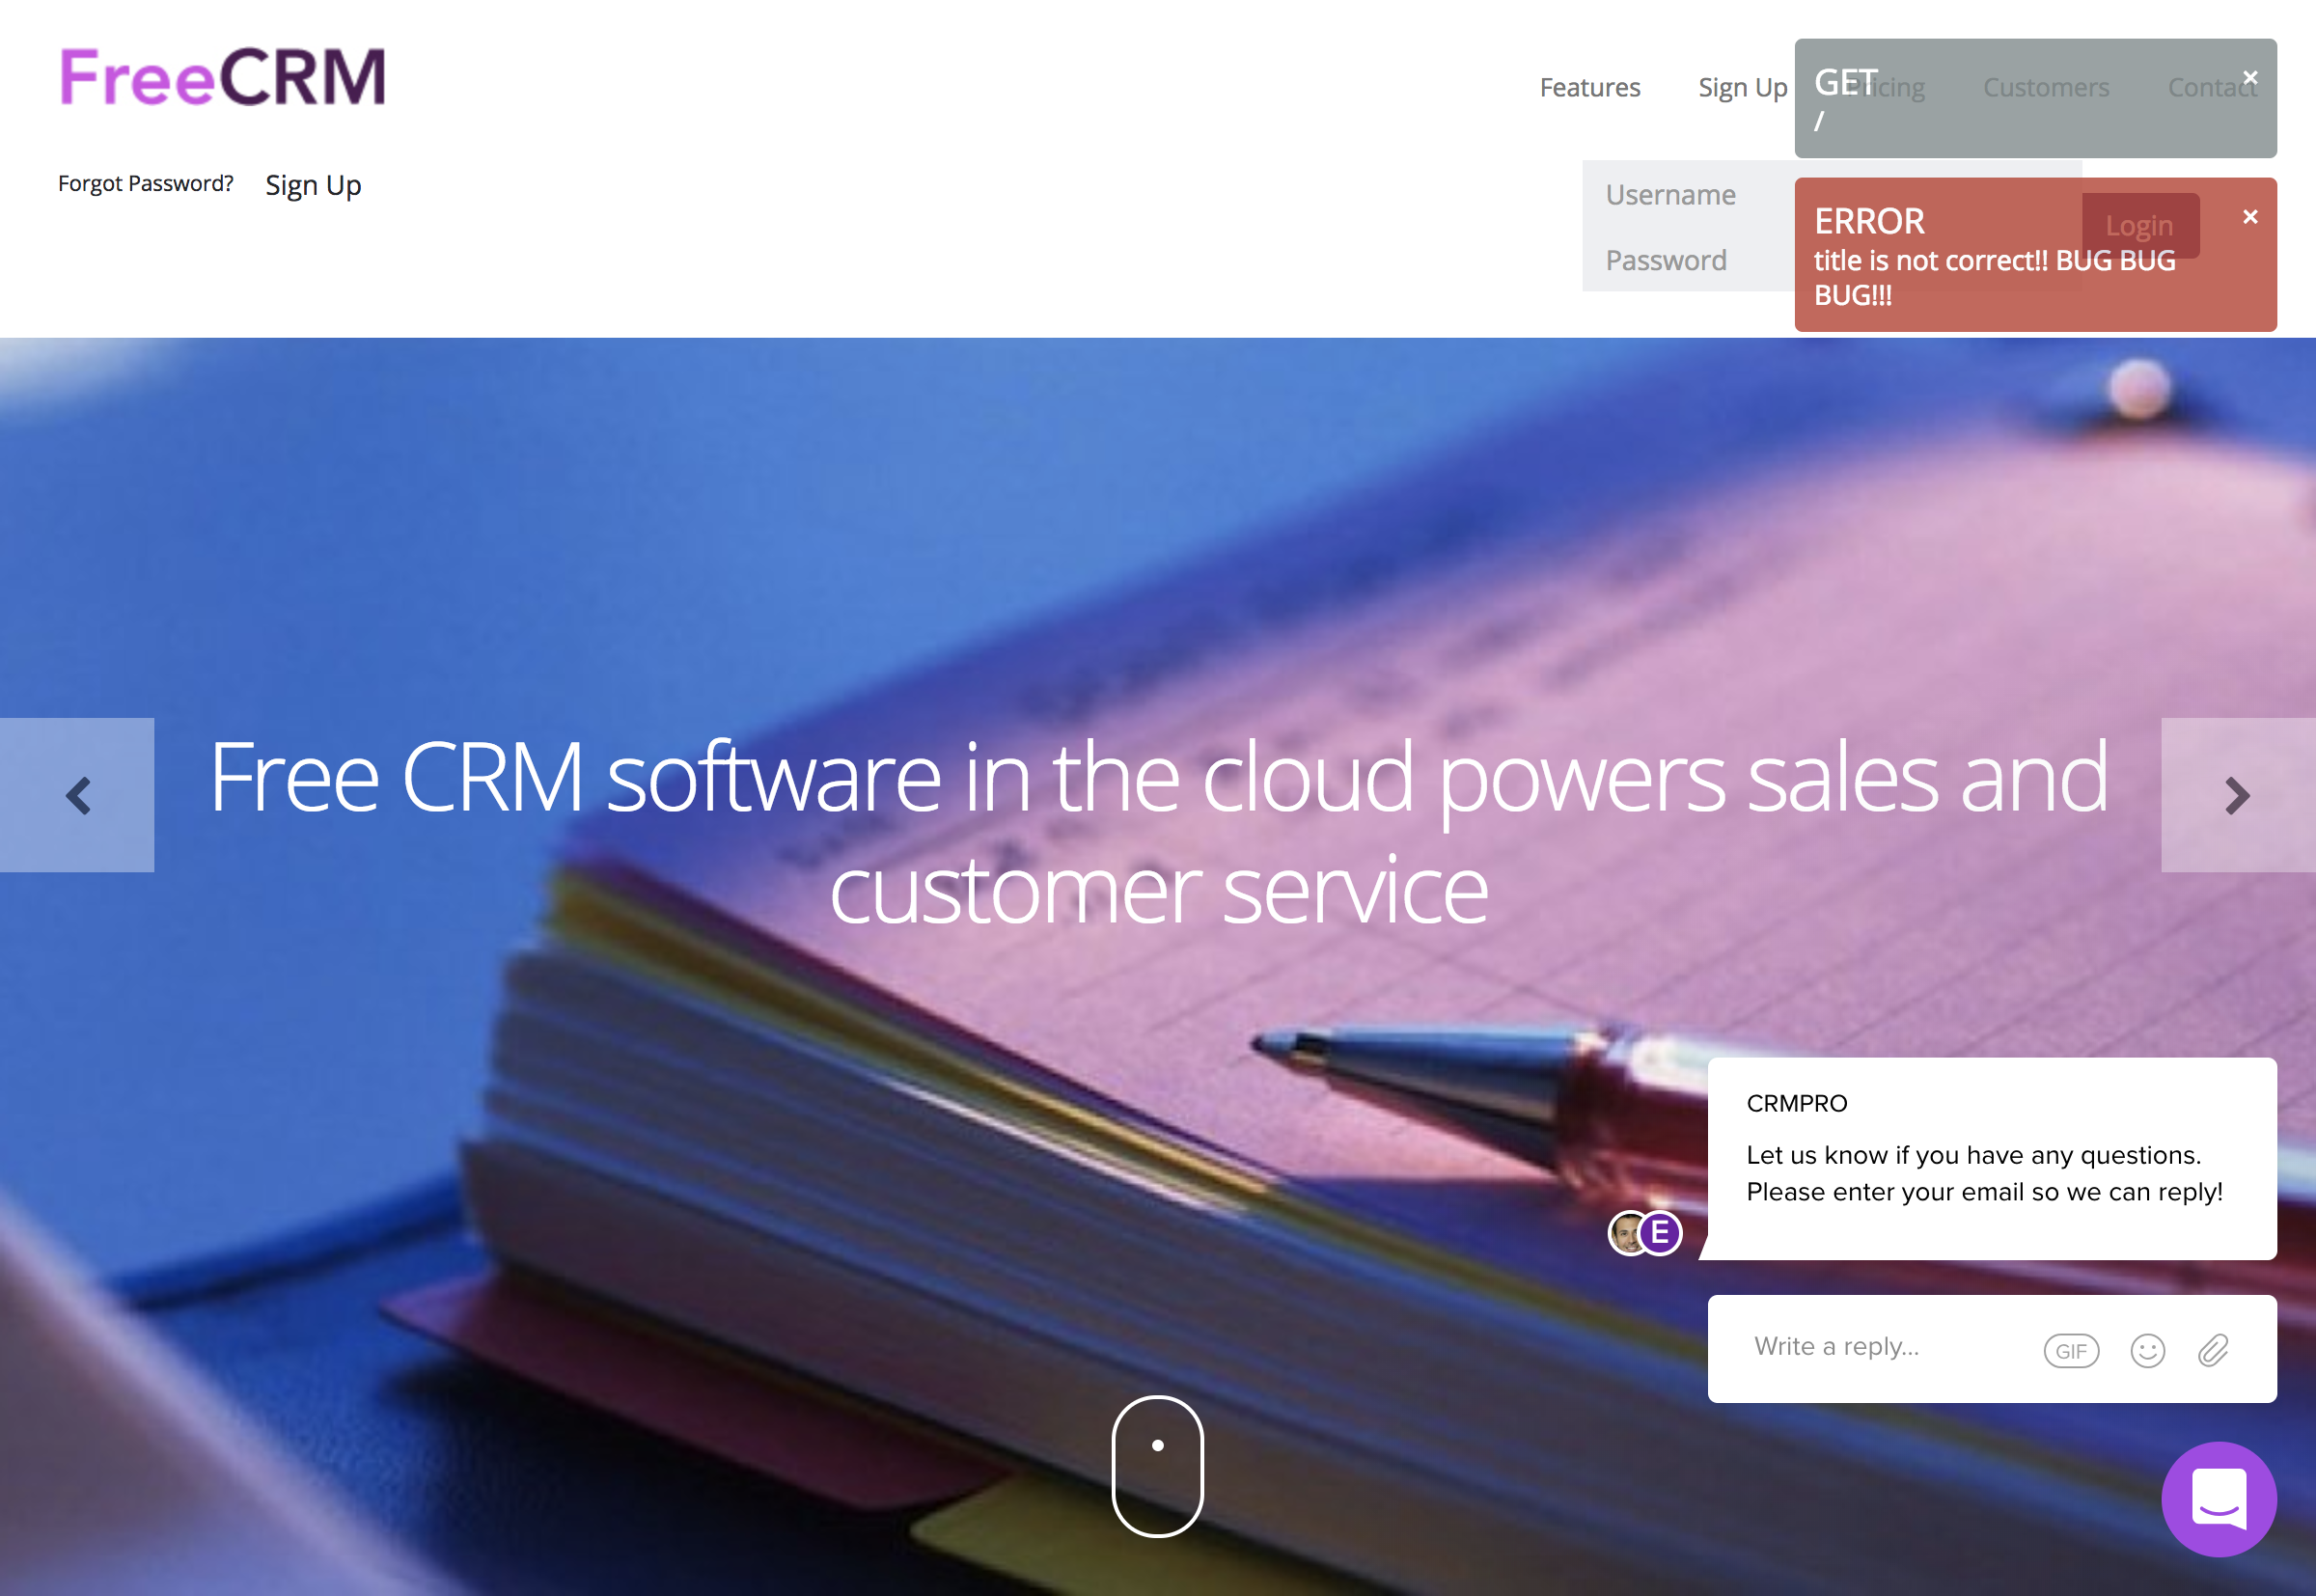 FreeCRM
Features Sign Up Pricing Customers Contact
GET
/
Forgot Password? Sign Up
Username
Password
Login
ERROR
title is not correct!! BUG BUG
BUG!!!
Free CRM software in the cloud powers sales and
customer service
CRMPRO
Let us know if you have any questions.
Please enter your email so we can reply!
E
Write a reply...
GIF